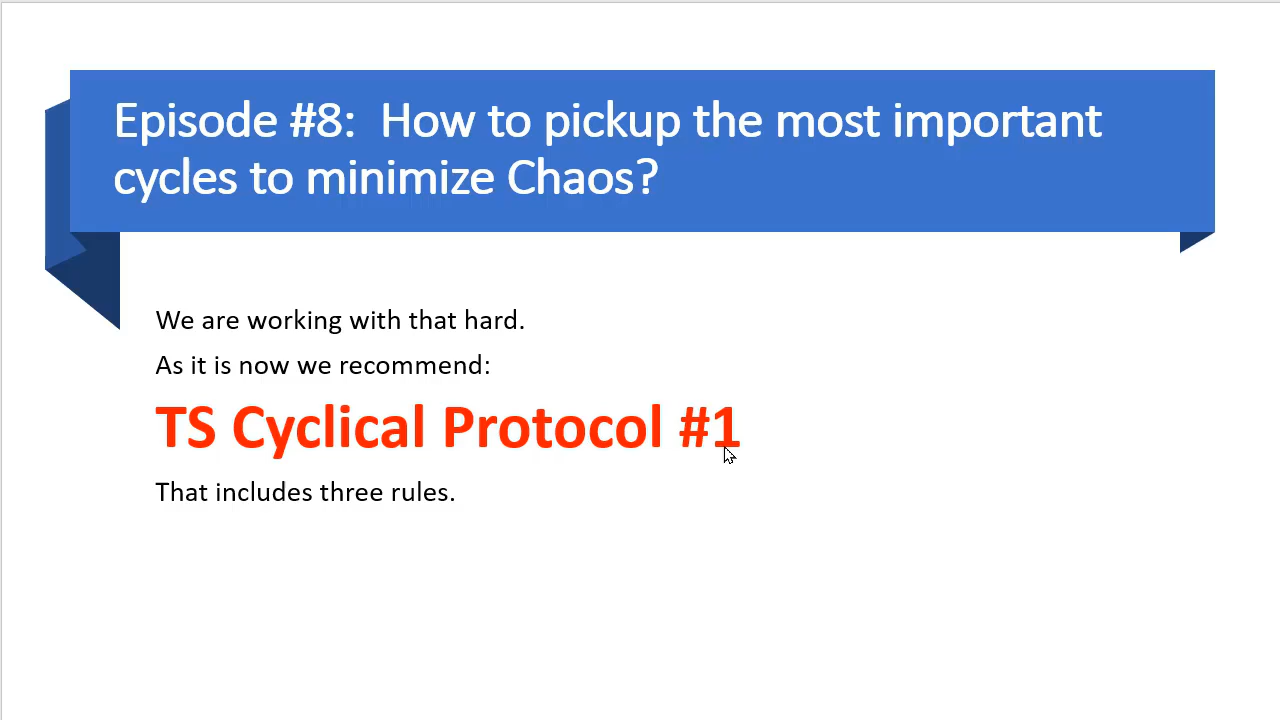 Episode #8:  How to pickup the most important
cycles to minimize Chaos?
We are working with that hard.
As it is now we recommend:
TS Cyclical Protocol #1
That includes three rules.